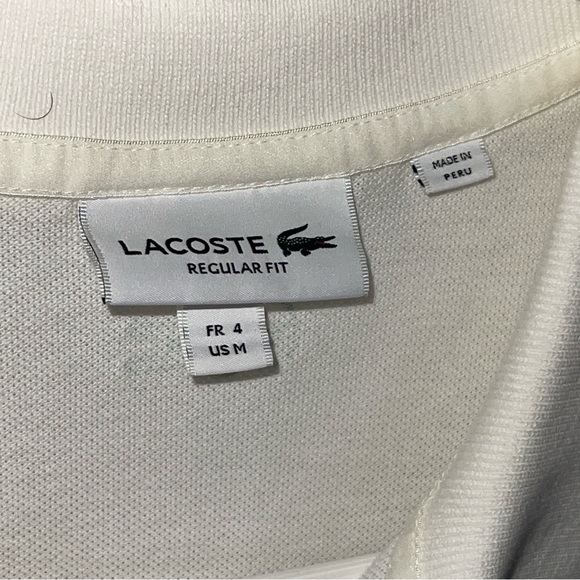 LACOSTE
REGULAR FIT
FR 4
US M
MADE IN
PERU